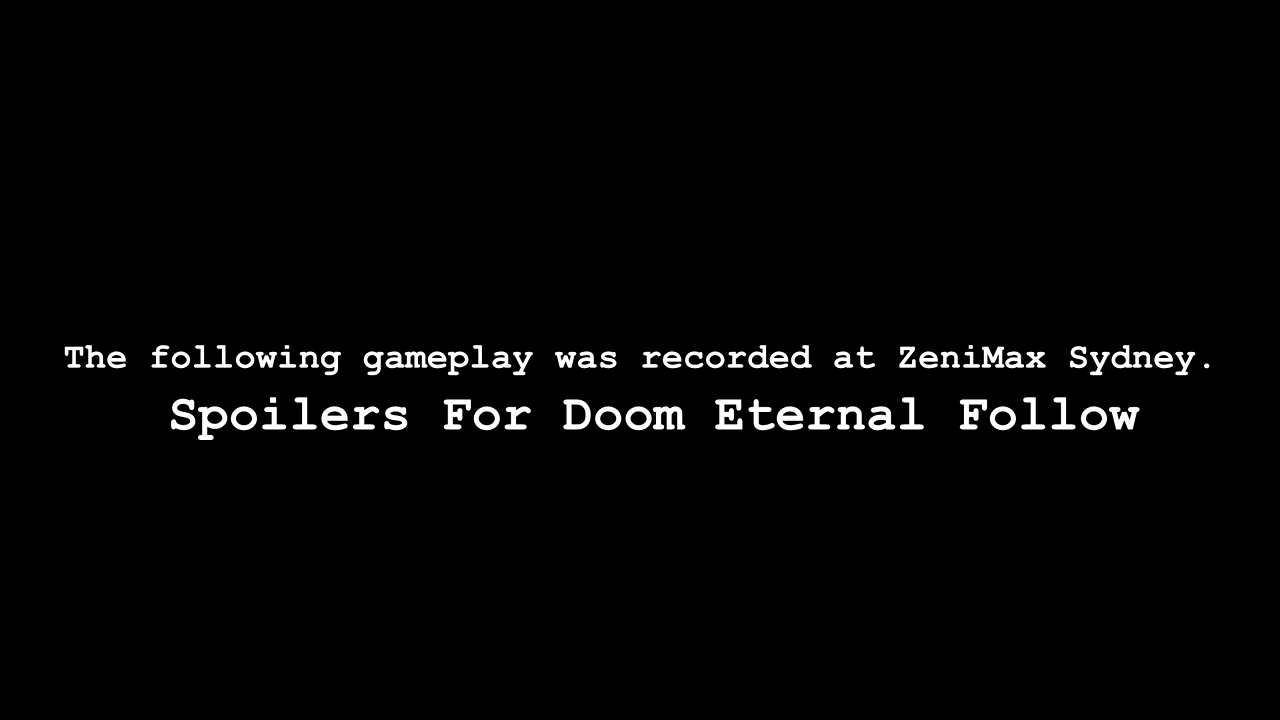 The following gameplay was recorded at ZeniMax Sydney.
Spoilers For Doom Eternal Follow